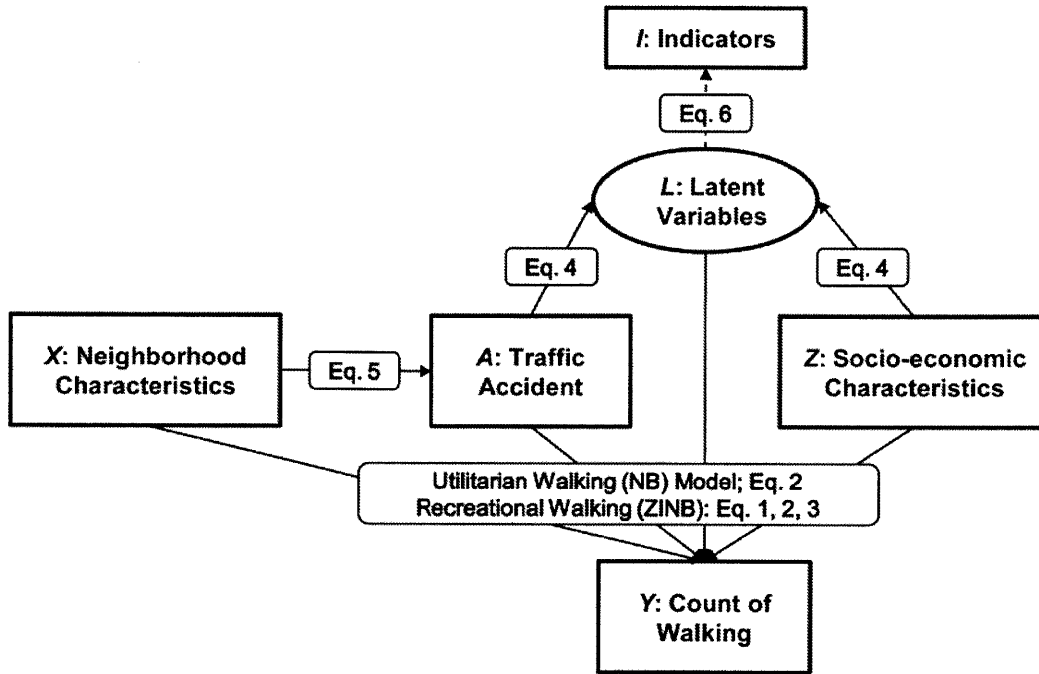 I: Indicators
Eq. 6
L: Latent
Variables
Eq. 4
Eq. 4
X: Neighborhood
Characteristics
Eq. 5
A: Traffic
Accident
Z: Socio-economic
Characteristics
Utilitarian Walking (NB) Model; Eq. 2
Recreational Walking (ZINB): Eq. 1, 2, 3
Y: Count of
Walking